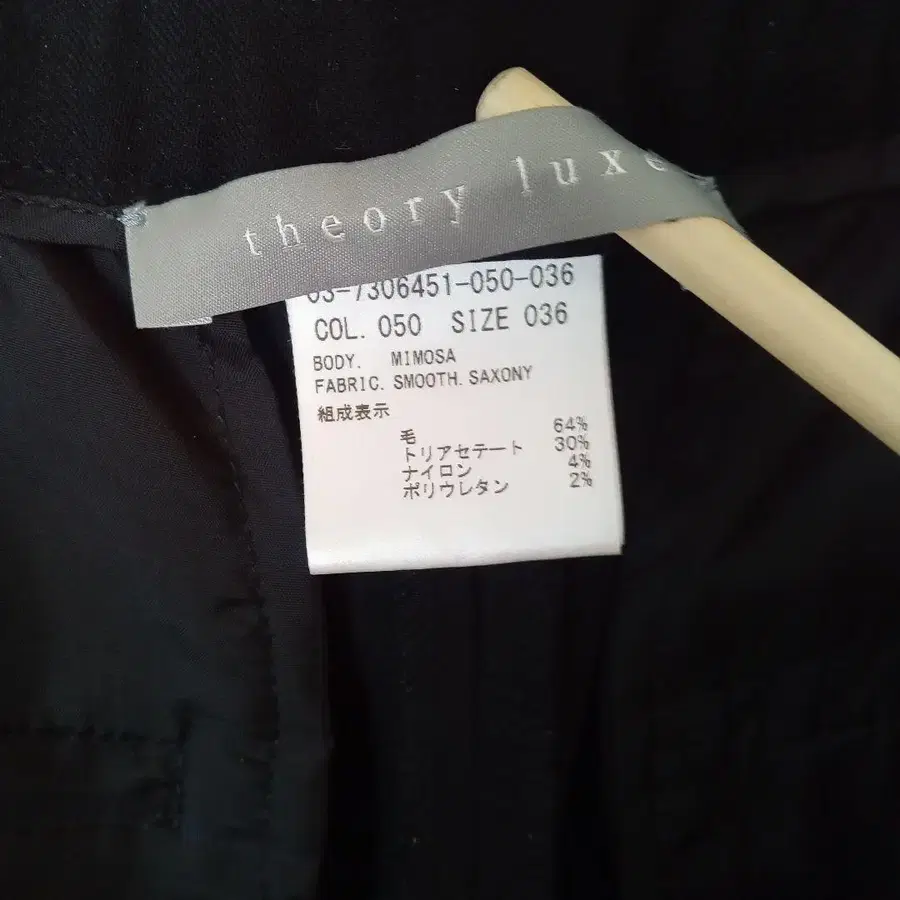 theory luxe
03-7306451-050-036
COL. 050 SIZE 036
BODY. MIMOSA
FABRIC. SMOOTH. SAXONY
組成表示
毛 64%
トリアセテート 30%
ナイロン 4%
ポリウレタン 2%